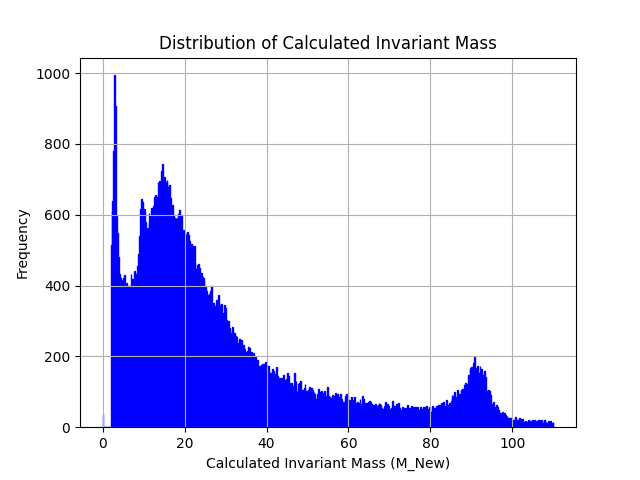 Distribution of Calculated Invariant Mass
1000
800
600
400
200
0
Frequency
0 20 40 60 80 100
Calculated Invariant Mass (M_New)